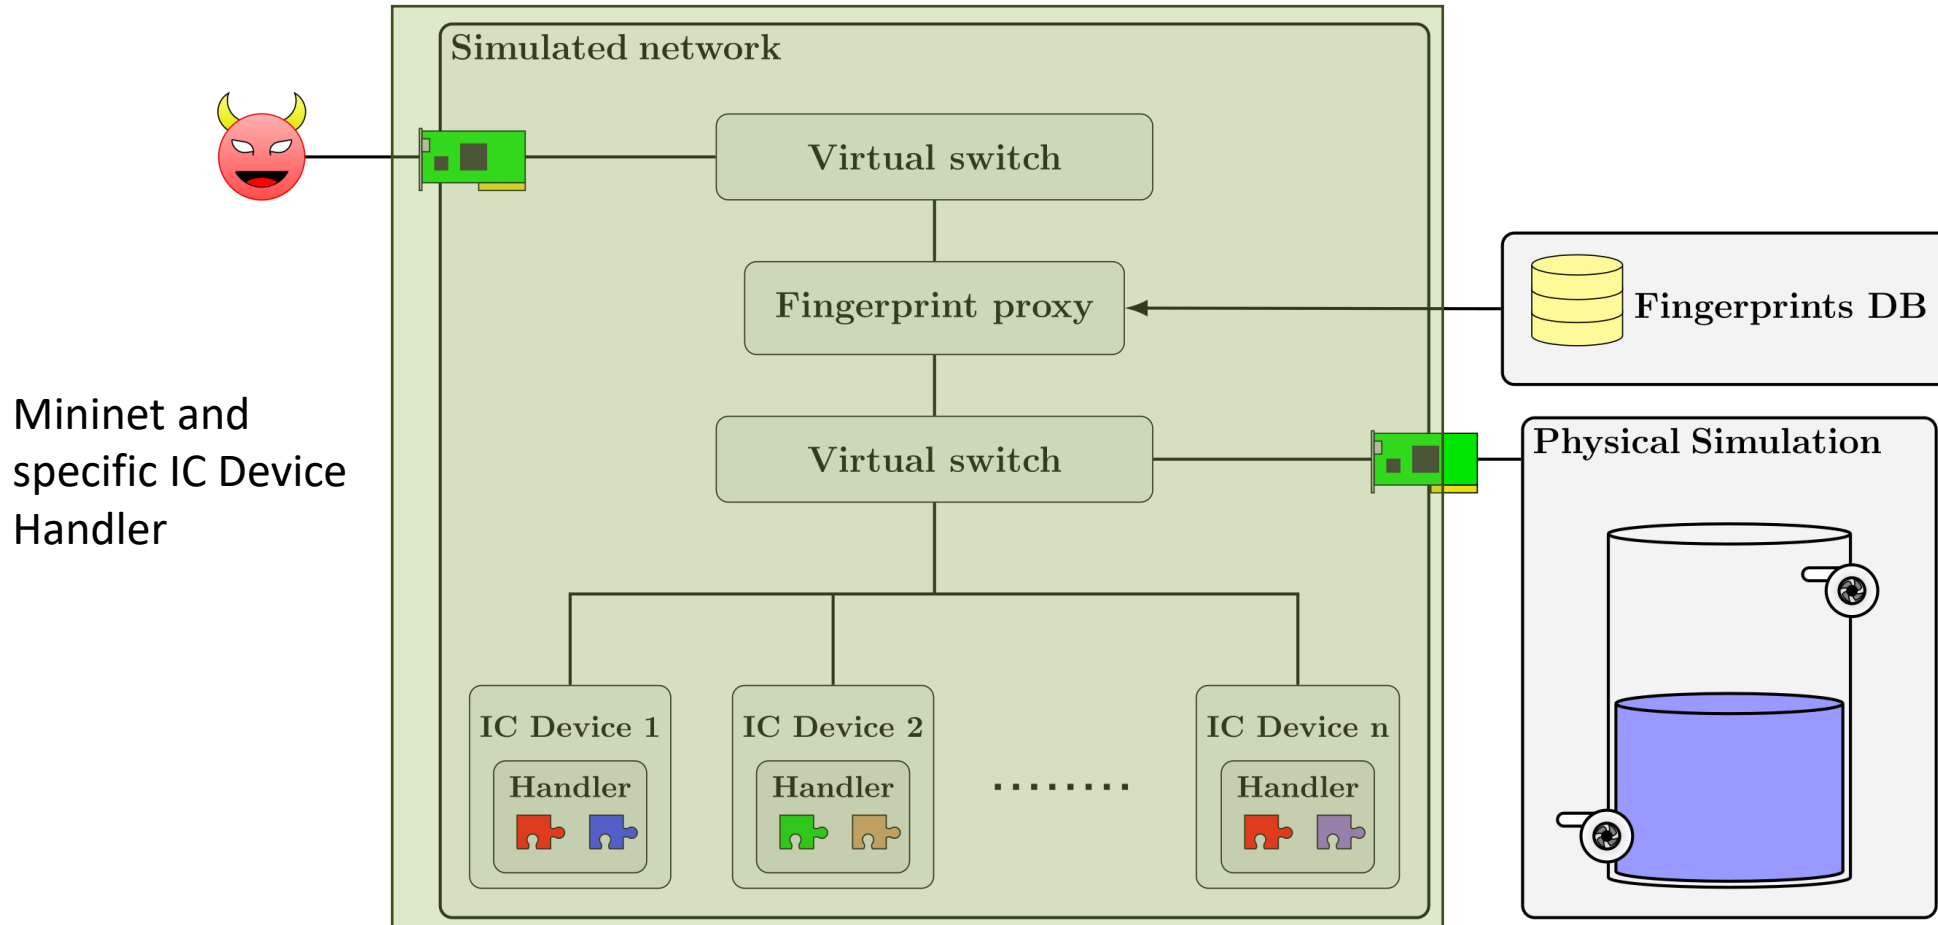 Simulated network
Virtual switch
Fingerprint proxy
Fingerprints DB
Mininet and
specific IC Device
Handler
Virtual switch
Physical Simulation
IC Device 1
Handler
IC Device 2
Handler
........
IC Device n
Handler